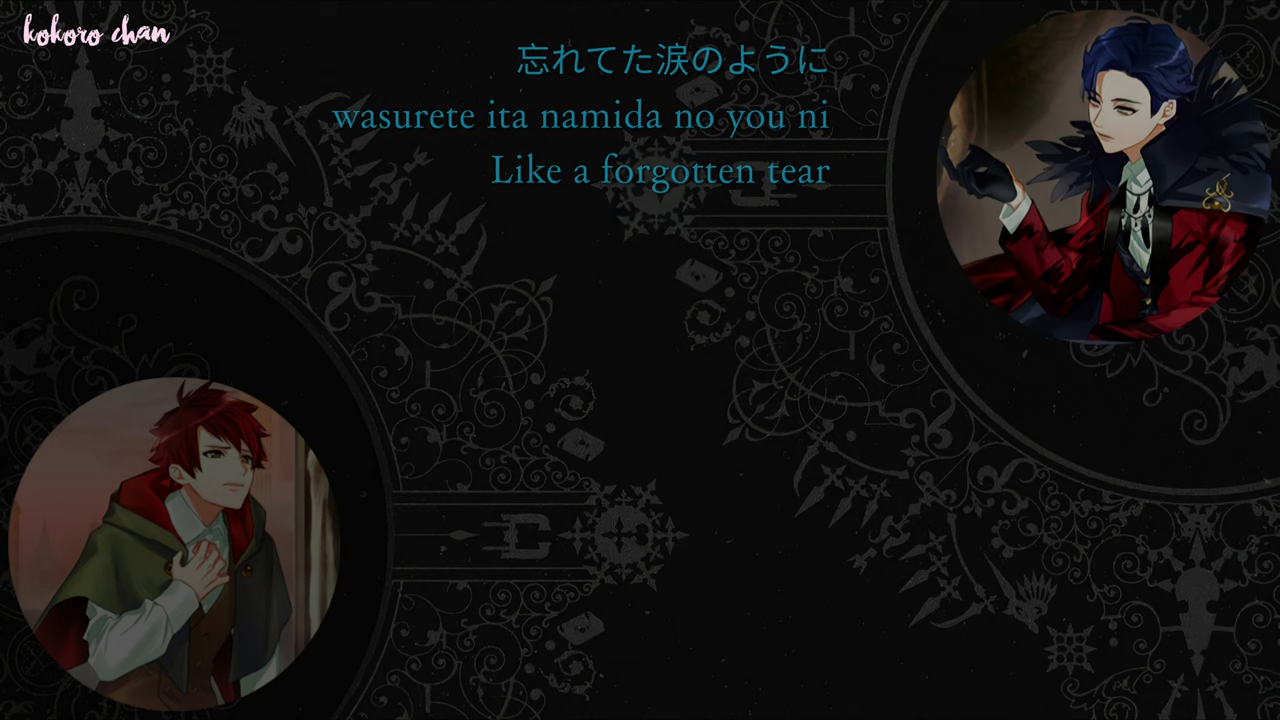 kokoro chan
忘れてた涙のように
wasurete ita namida no you ni
Like a forgotten tear